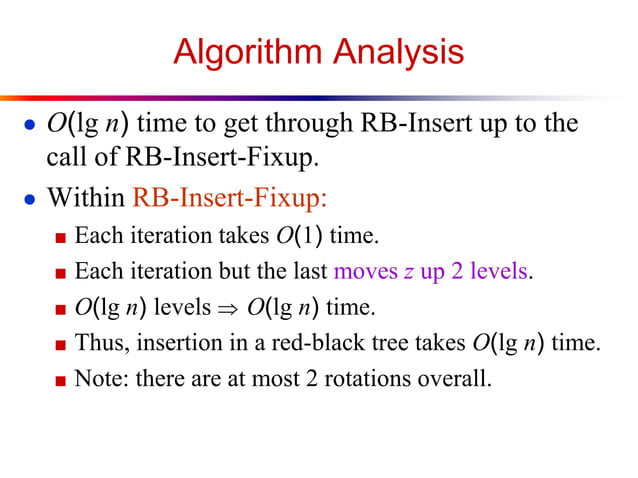 Algorithm Analysis
● O(lg n) time to get through RB-Insert up to the
call of RB-Insert-Fixup.
● Within RB-Insert-Fixup:
■ Each iteration takes O(1) time.
■ Each iteration but the last moves z up 2 levels.
■ O(lg n) levels ⇒ O(lg n) time.
■ Thus, insertion in a red-black tree takes O(lg n) time.
■ Note: there are at most 2 rotations overall.